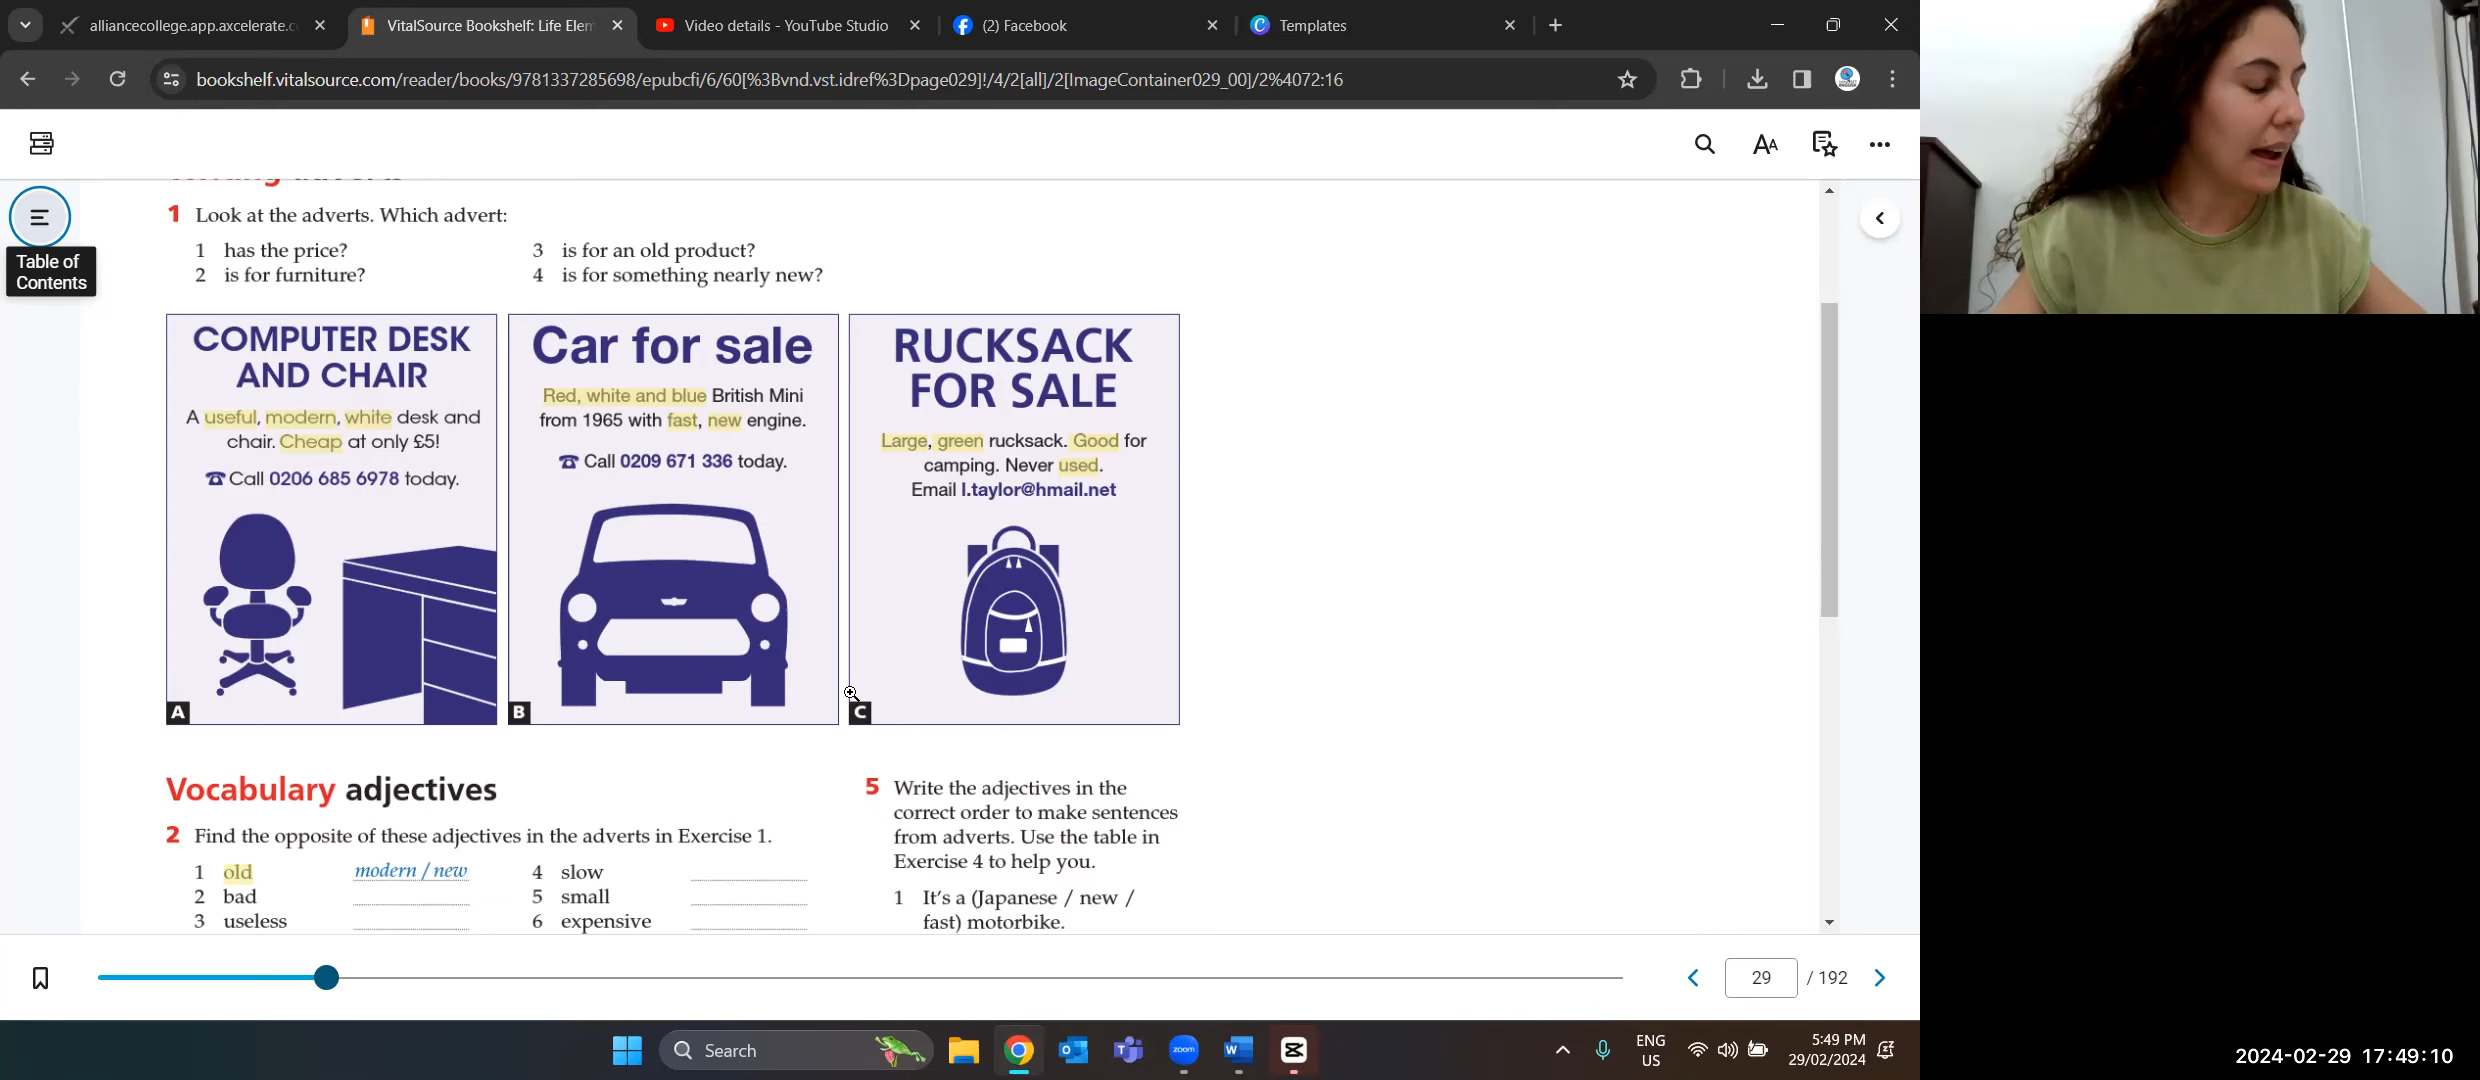 alliancecollege.app.axcelerate.c
VitalSource Bookshelf: Life Elem
Video details - YouTube Studio
(2) Facebook
Templates
bookshelf.vitalsource.com/reader/books/9781337285698/epubcfi/6/60[%3Bvnd.vst.idref%3Dpage029]!/4/2[all]/2[ImageContainer029_00]/2%4072:16
Table of
Contents
1 Look at the adverts. Which advert:
1 has the price?
2 is for furniture?
3 is for an old product?
4 is for something nearly new?
COMPUTER DESK
AND CHAIR
A useful, modern, white desk and
chair. Cheap at only £5!
☎ Call 0206 685 6978 today.
A
Car for sale
Red, white and blue British Mini
from 1965 with fast, new engine.
☎ Call 0209 671 336 today.
B
RUCKSACK
FOR SALE
Large, green rucksack. Good for
camping. Never used.
Email l.taylor@hmail.net
C
Vocabulary adjectives
2 Find the opposite of these adjectives in the adverts in Exercise 1.
1 old modern / new
2 bad
3 useless
4 slow
5 small
6 expensive
5 Write the adjectives in the
correct order to make sentences
from adverts. Use the table in
Exercise 4 to help you.
1 It's a (Japanese / new /
fast) motorbike.
29 / 192
Search
zoom
ENG
US
5:49 PM
29/02/2024
2024-02-29 17:49:10